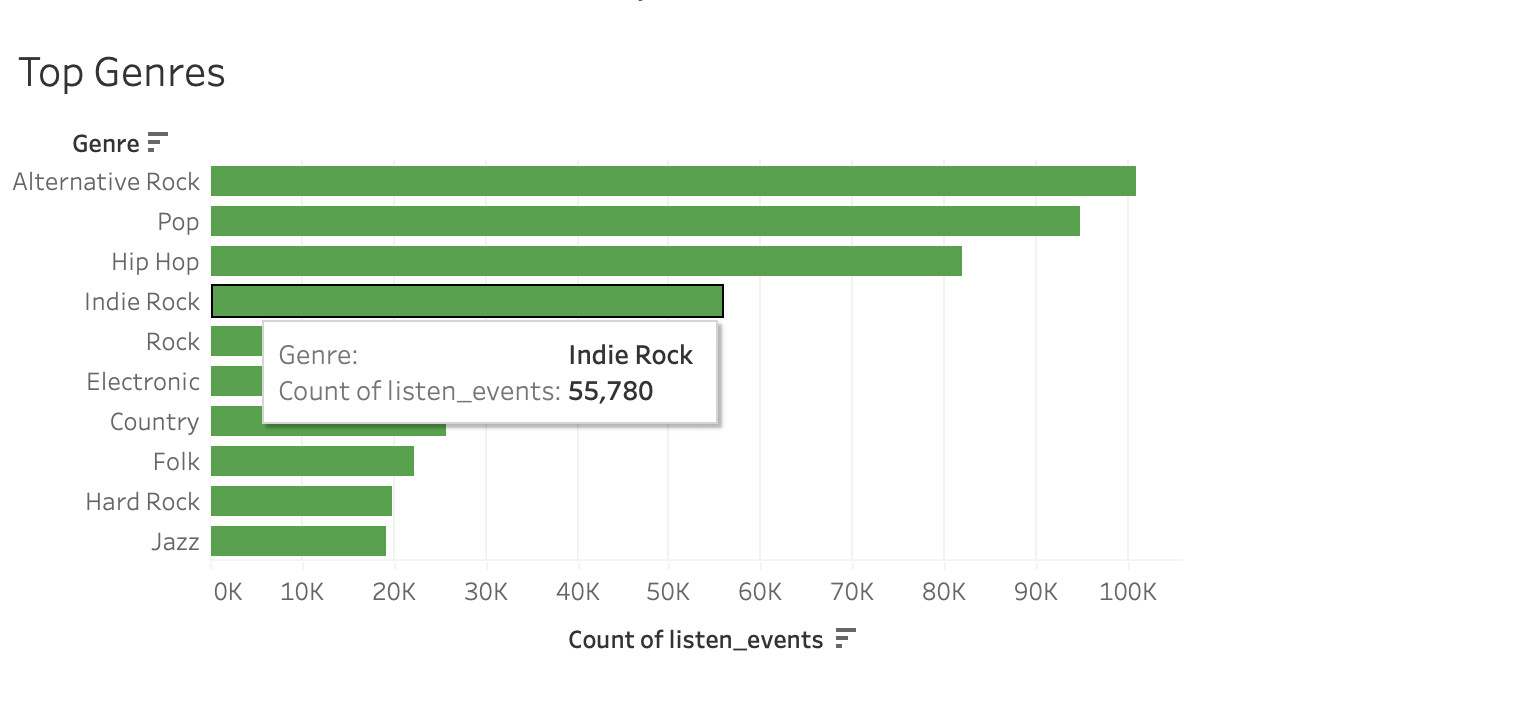 Top Genres
Genre
Alternative Rock
Pop
Hip Hop
Indie Rock
Rock
Genre: Indie Rock
Electronic
Count of listen_events: 55,780
Country
Folk
Hard Rock
Jazz
0K 10K 20K 30K 40K 50K 60K 70K 80K 90K 100K
Count of listen_events